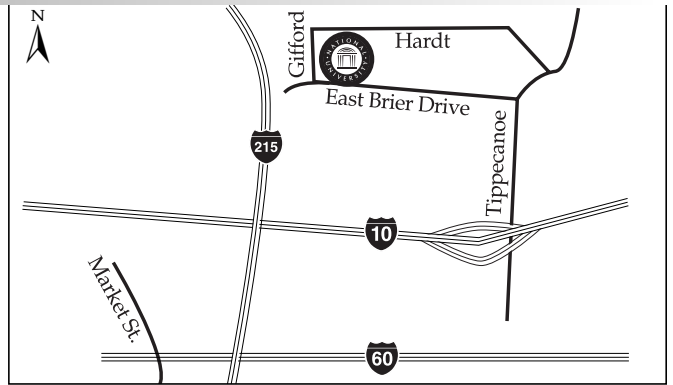 N
Gifford
Hardt
NATIONAL UNIVERSITY
East Brier Drive
215
Tippecanoe
10
Market St.
60